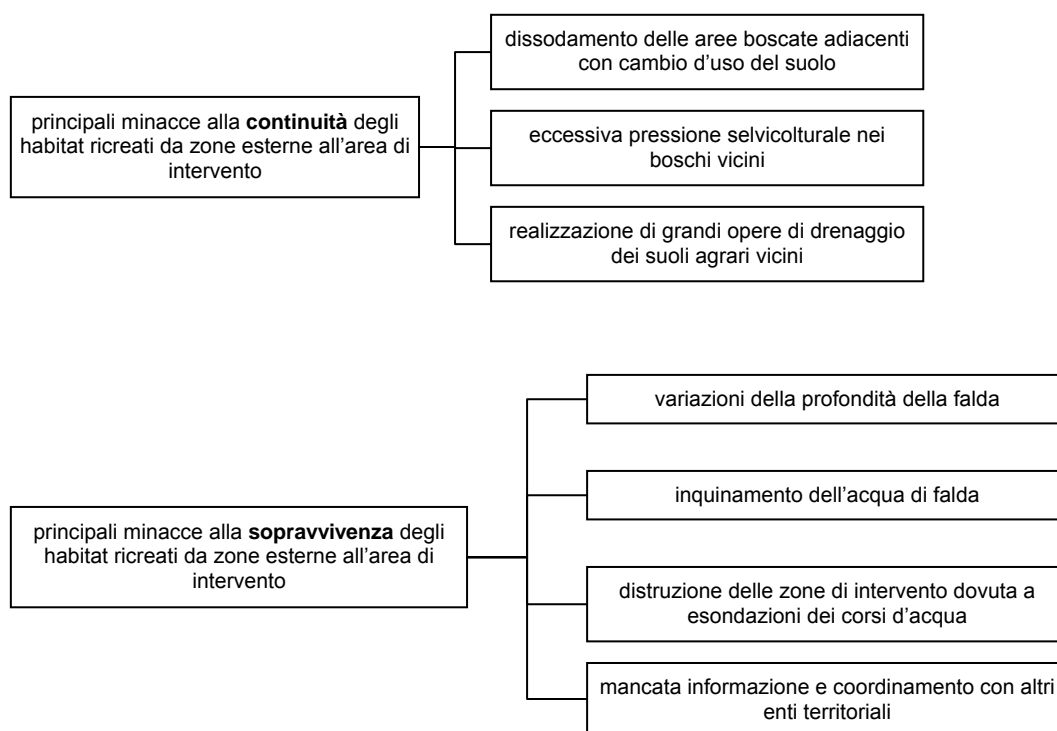 dissodamento delle aree boscate adiacenti
con cambio d’uso del suolo
principali minacce alla continuità degli
habitat ricreati da zone esterne all’area di
intervento
eccessiva pressione selvicolturale nei
boschi vicini
realizzazione di grandi opere di drenaggio
dei suoli agrari vicini
variazioni della profondità della falda
inquinamento dell’acqua di falda
principali minacce alla sopravvivenza degli
habitat ricreati da zone esterne all’area di
intervento
distruzione delle zone di intervento dovuta a
esondazioni dei corsi d’acqua
mancata informazione e coordinamento con altri
enti territoriali